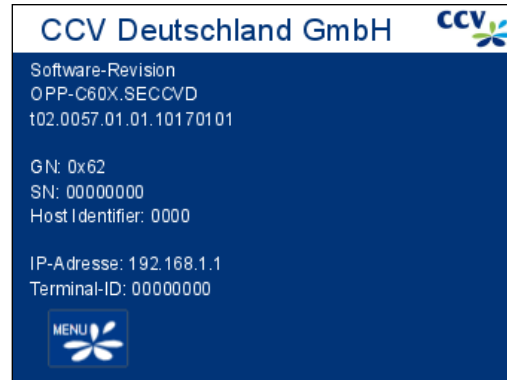 CCV Deutschland GmbH
CCV
Software-Revision
OPP-C60X.SECCVD
t02.0057.01.01.10170101
GN: 0x62
SN: 00000000
Host Identifier: 0000
IP-Adresse: 192.168.1.1
Terminal-ID: 00000000
MENU